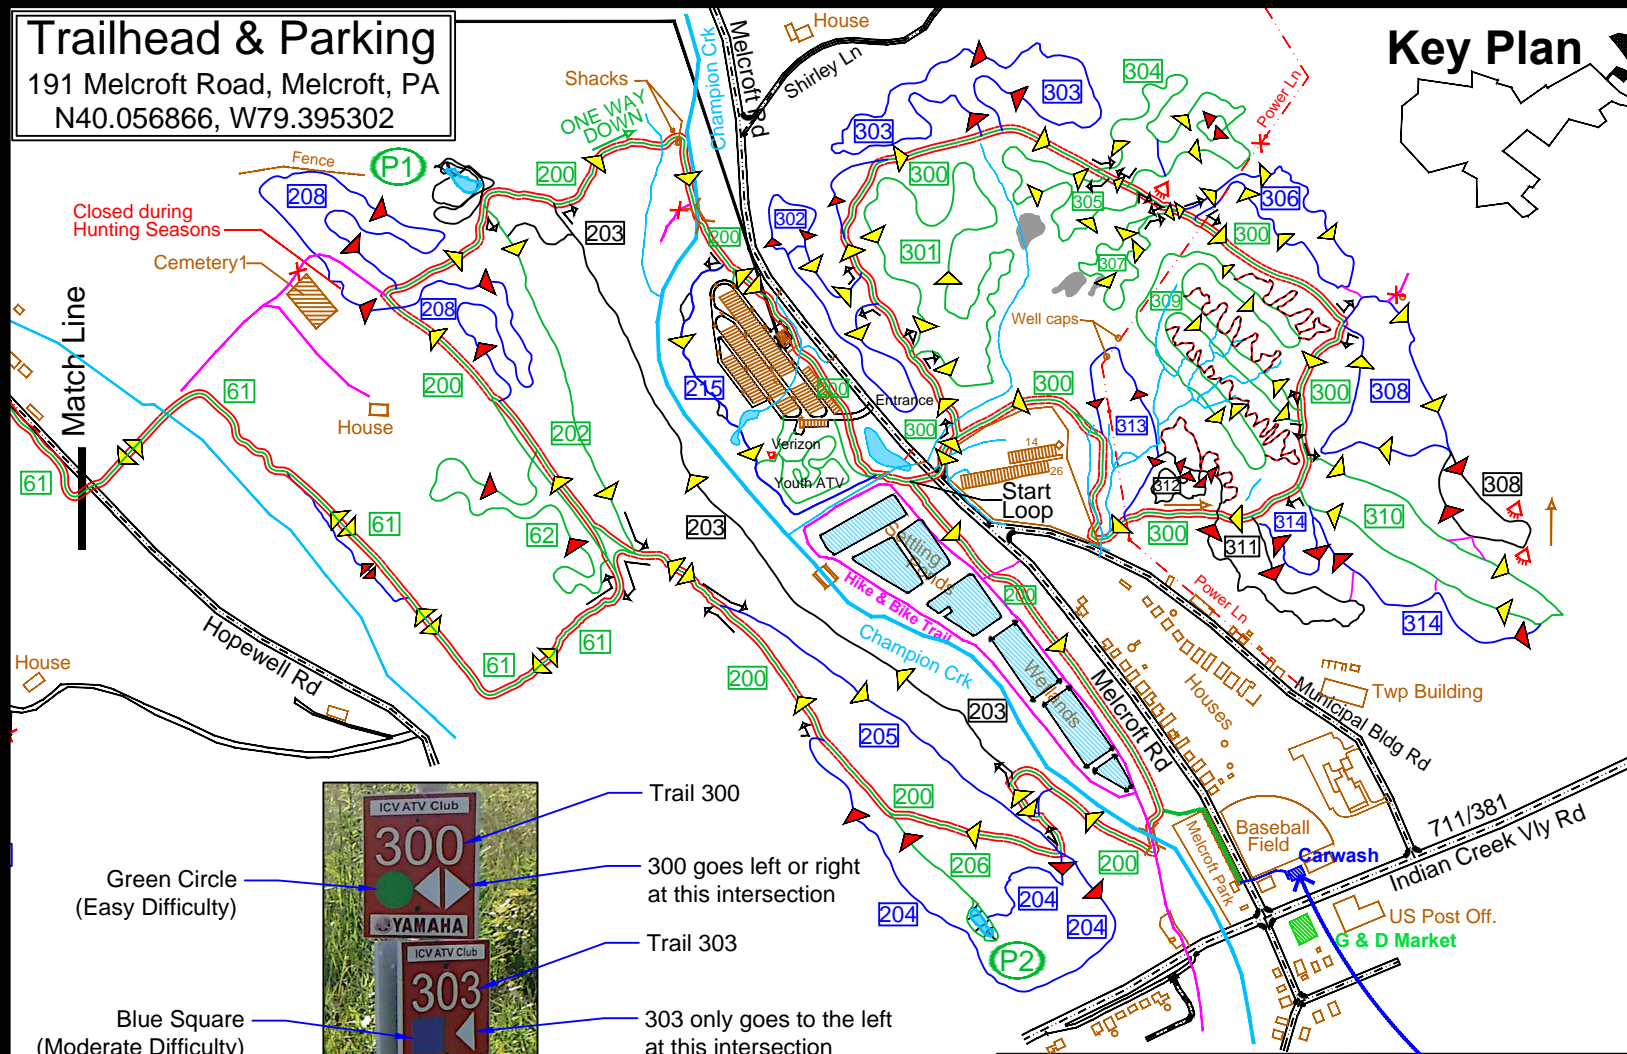 Trailhead & Parking
191 Melcroft Road, Melcroft, PA
N40.056866, W79.395302
Key Plan
House
Shirley Ln
Melcroft Rd
Champion Crk
Shacks
ONE WAY
DOWN
Power Ln
304
303
303
Fence
P1
200
300
208
305
306
302
Closed during
Hunting Seasons
203
200
300
301
Cemetery1
307
309
208
Well caps
Match Line
200
215
200
300
300
308
61
61
House
Entrance
313
202
300
Verizon
14
26
Youth ATV
Start
Loop
312
308
61
62
203
Settling
Ponds
300
311
314
310
Hike & Bike Trail
200
Power Ln
314
Hopewell Rd
61
61
Champion Crk
House
200
Wetlands
Melcroft Rd
Houses
Municipal Bldg Rd
Twp Building
203
205
ICV ATV Club
300
YAMAHA
ICV ATV Club
303
Trail 300
200
711/381
Indian Creek Vly Rd
Baseball
Field
Melcroft Park
Carwash
Green Circle
(Easy Difficulty)
300 goes left or right
at this intersection
206
200
204
204
204
US Post Off.
G & D Market
Trail 303
P2
Blue Square
(Moderate Difficulty)
303 only goes to the left
at this intersection